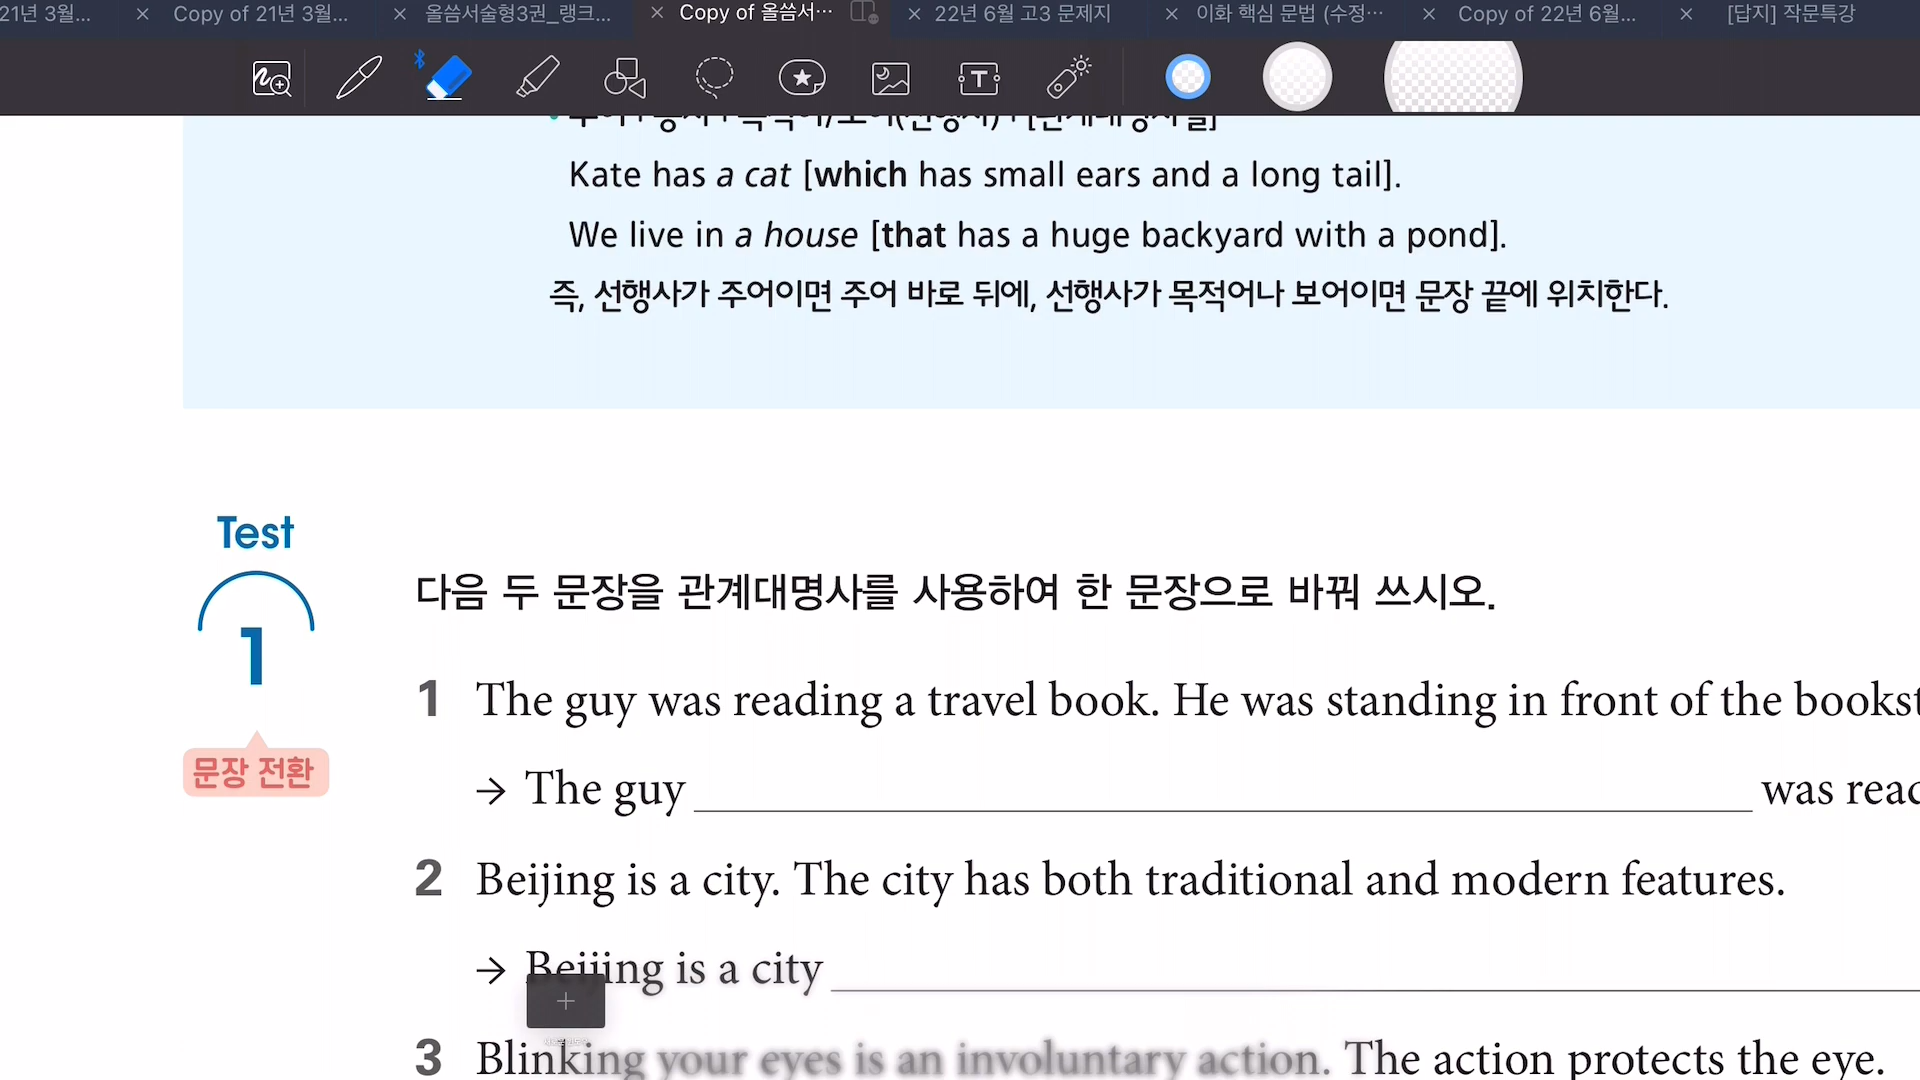 21년 3월...
Copy of 21년 3월...
올씀서술형3권_랭크...
Copy of 올씀서...
22년 6월 고3 문제지
이화 핵심 문법 (수정...
Copy of 22년 6월...
[답지] 작문특강
Kate has a cat [which has small ears and a long tail].
We live in a house [that has a huge backyard with a pond].
즉, 선행사가 주어이면 주어 바로 뒤에, 선행사가 목적어나 보어이면 문장 끝에 위치한다.
Test
1
문장 전환
다음 두 문장을 관계대명사를 사용하여 한 문장으로 바꿔 쓰시오.
1 The guy was reading a travel book. He was standing in front of the bookst
→ The guy was read
2 Beijing is a city. The city has both traditional and modern features.
→ Beijing is a city
3 Blinking your eyes is an involuntary action. The action protects the eye.